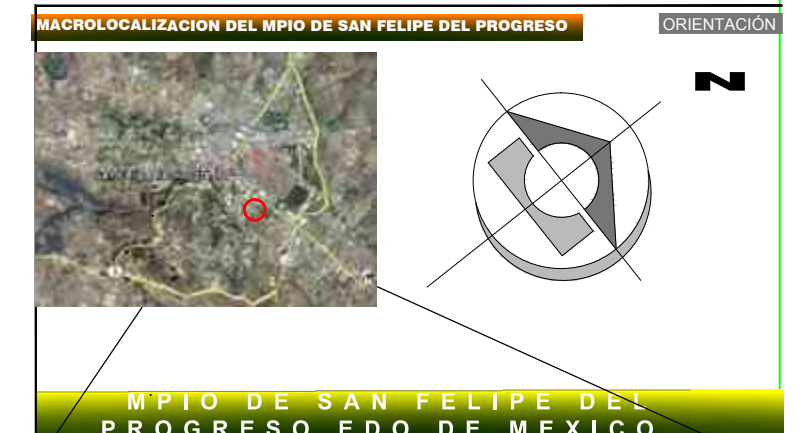 MACROLOCALIZACION DEL MPIO DE SAN FELIPE DEL PROGRESO
ORIENTACIÓN
N
MPIO DE SAN FELIPE DEL
PROGRESO EDO DE MEXICO